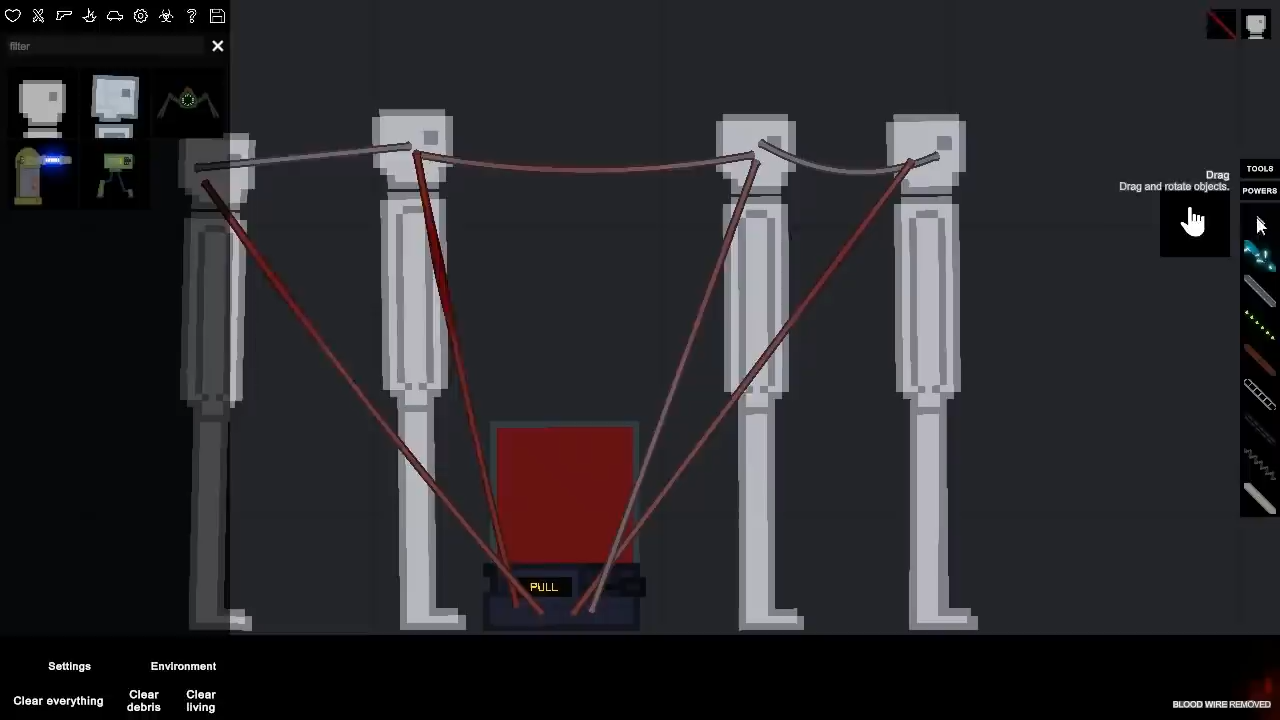 filter
Drag
Drag and rotate objects.
TOOLS
POWERS
PULL
Settings
Environment
Clear everything
Clear
debris
Clear
living
BLOOD WIRE REMOVED